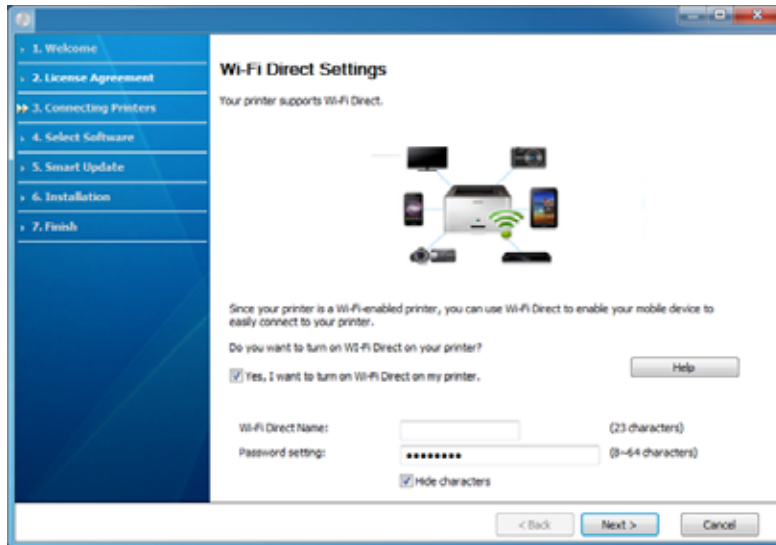 1. Welcome
2. License Agreement
3. Connecting Printers
4. Select Software
5. Smart Update
6. Installation
7. Finish
Wi-Fi Direct Settings
Your printer supports Wi-Fi Direct.
Since your printer is a Wi-Fi-enabled printer, you can use Wi-Fi Direct to enable your mobile device to
easily connect to your printer.
Do you want to turn on Wi-Fi Direct on your printer?
Yes, I want to turn on Wi-Fi Direct on my printer.
Help
Wi-Fi Direct Name: (23 characters)
Password setting: ●●●●●●●● (8~64 characters)
Hide characters
< Back Next > Cancel